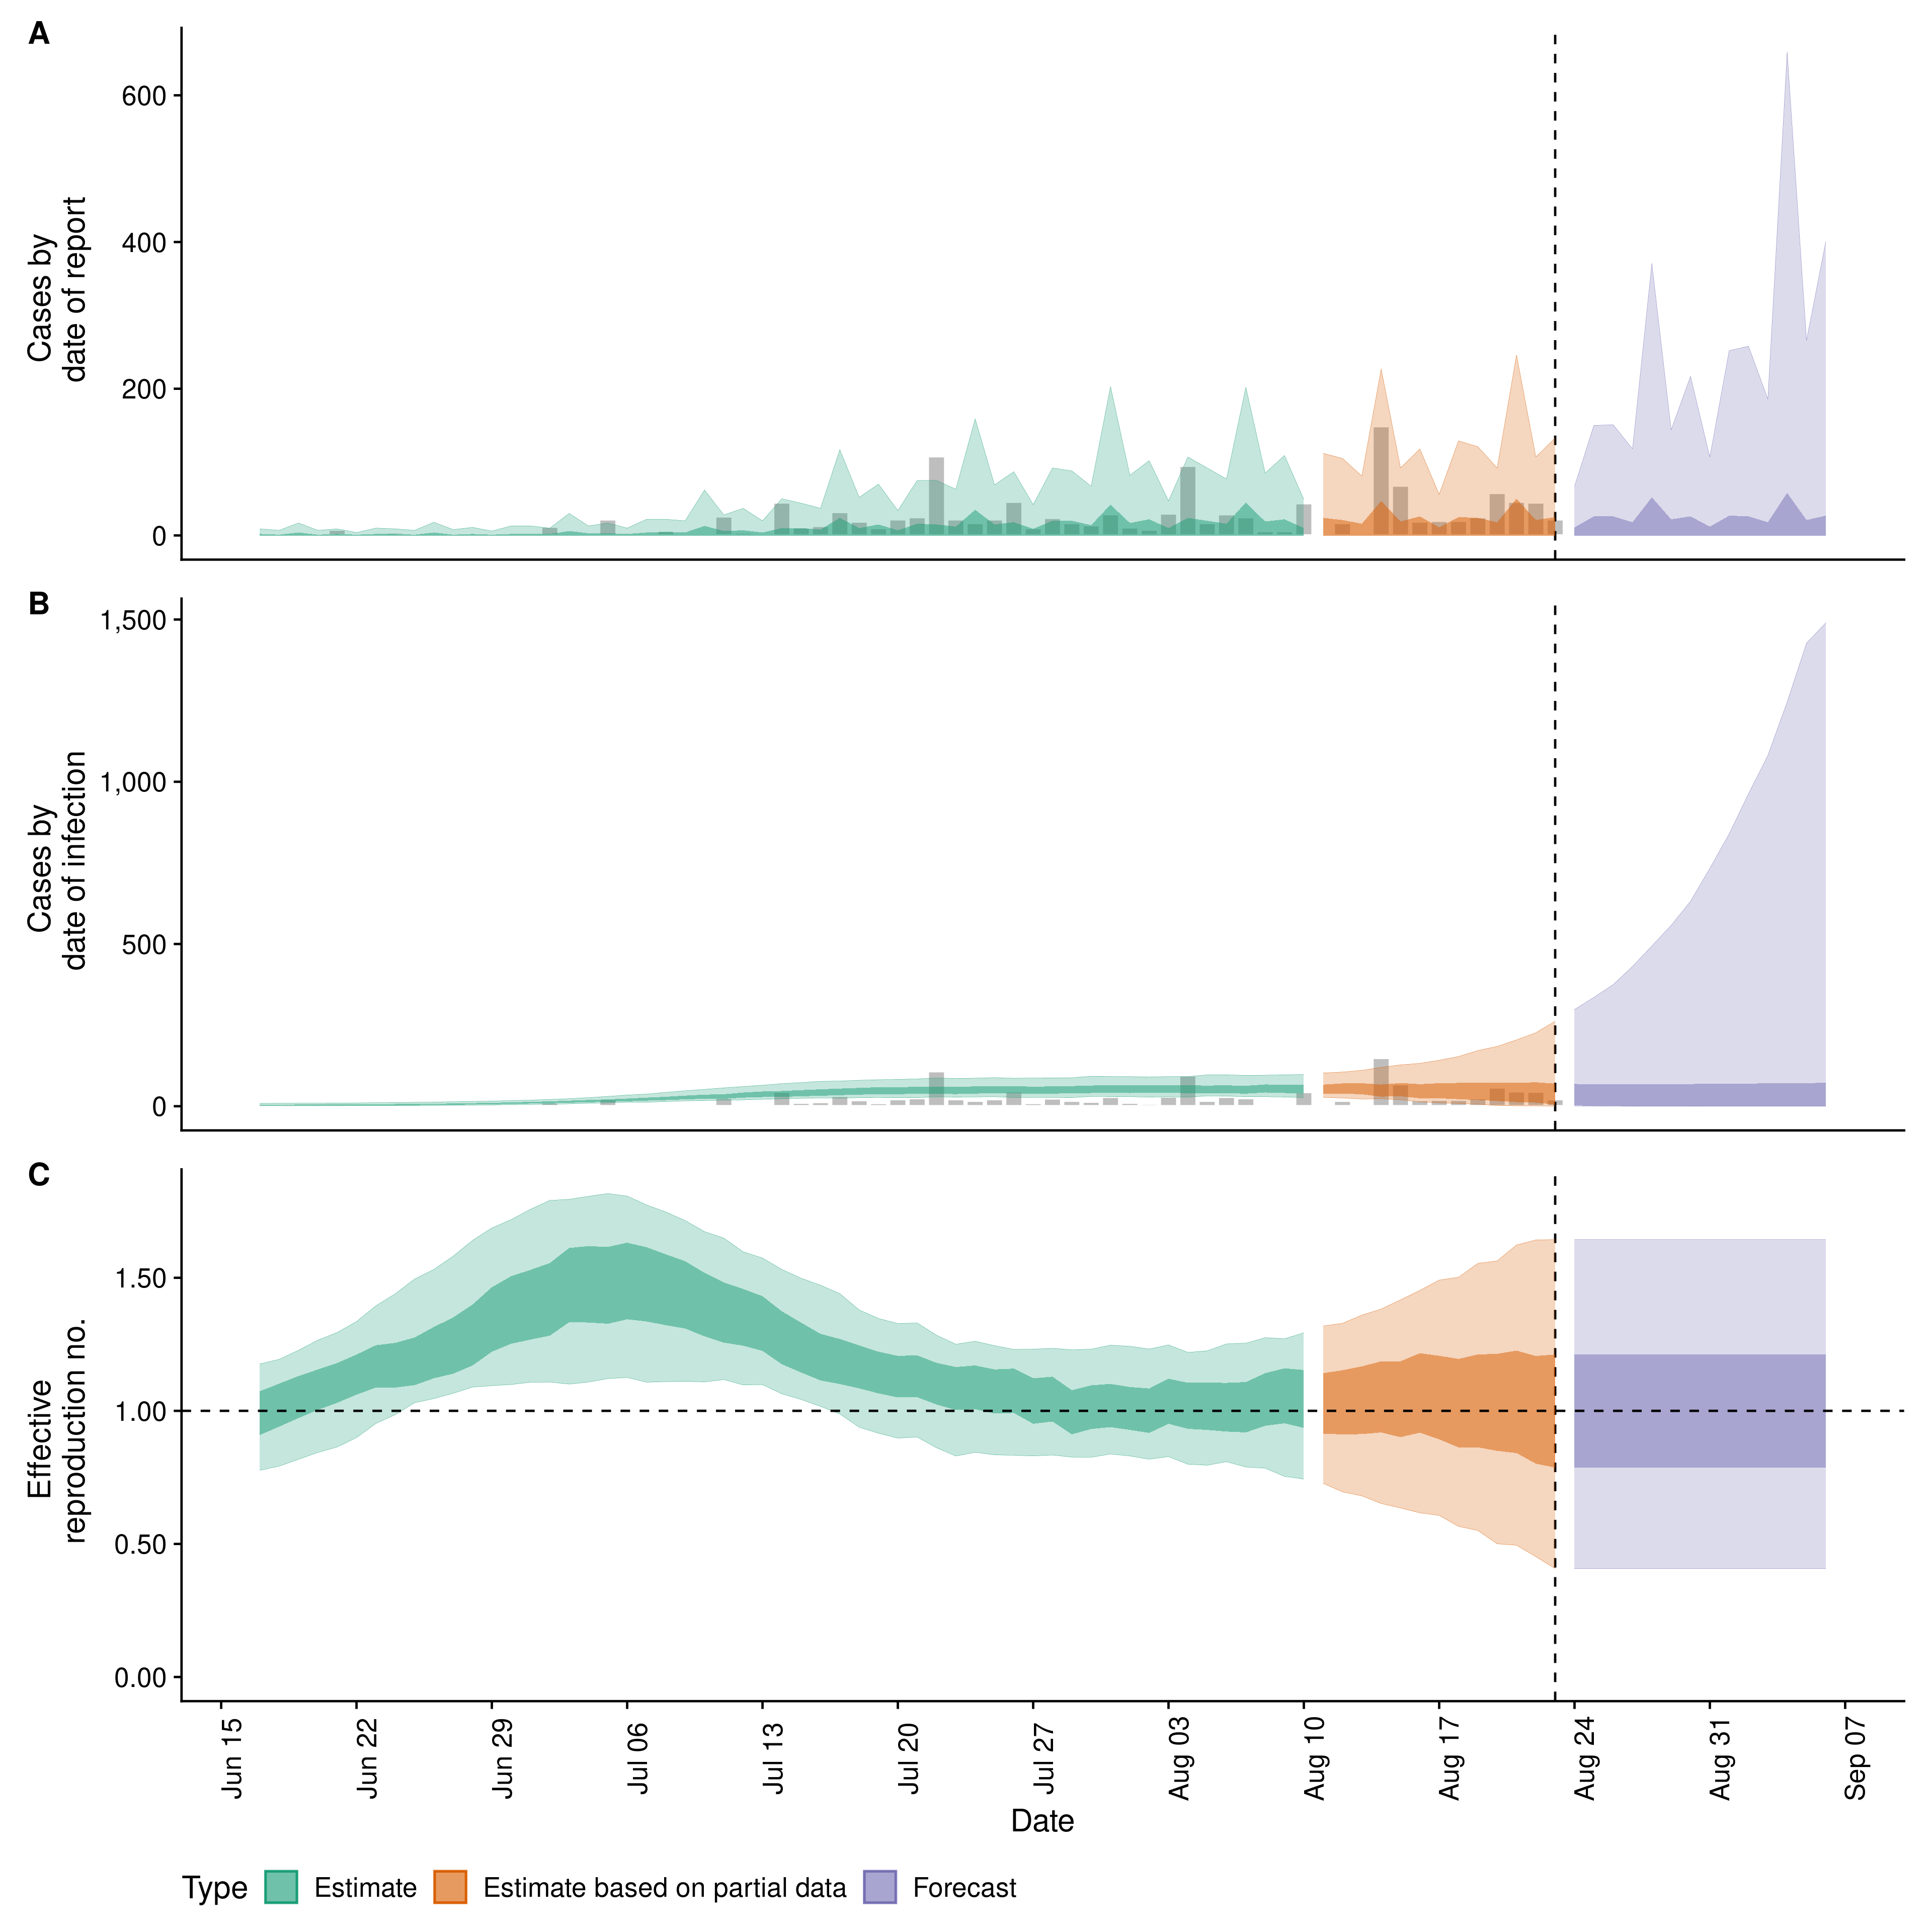 A
Cases by
date of report
600
400
200
0
B
Cases by
date of infection
1,500
1,000
500
0
C
Effective
reproduction no.
1.50
1.00
0.50
0.00
Jun 15
Jun 22
Jun 29
Jul 06
Jul 13
Jul 20
Jul 27
Aug 03
Aug 10
Aug 17
Aug 24
Aug 31
Sep 07
Date
Type Estimate Estimate based on partial data Forecast